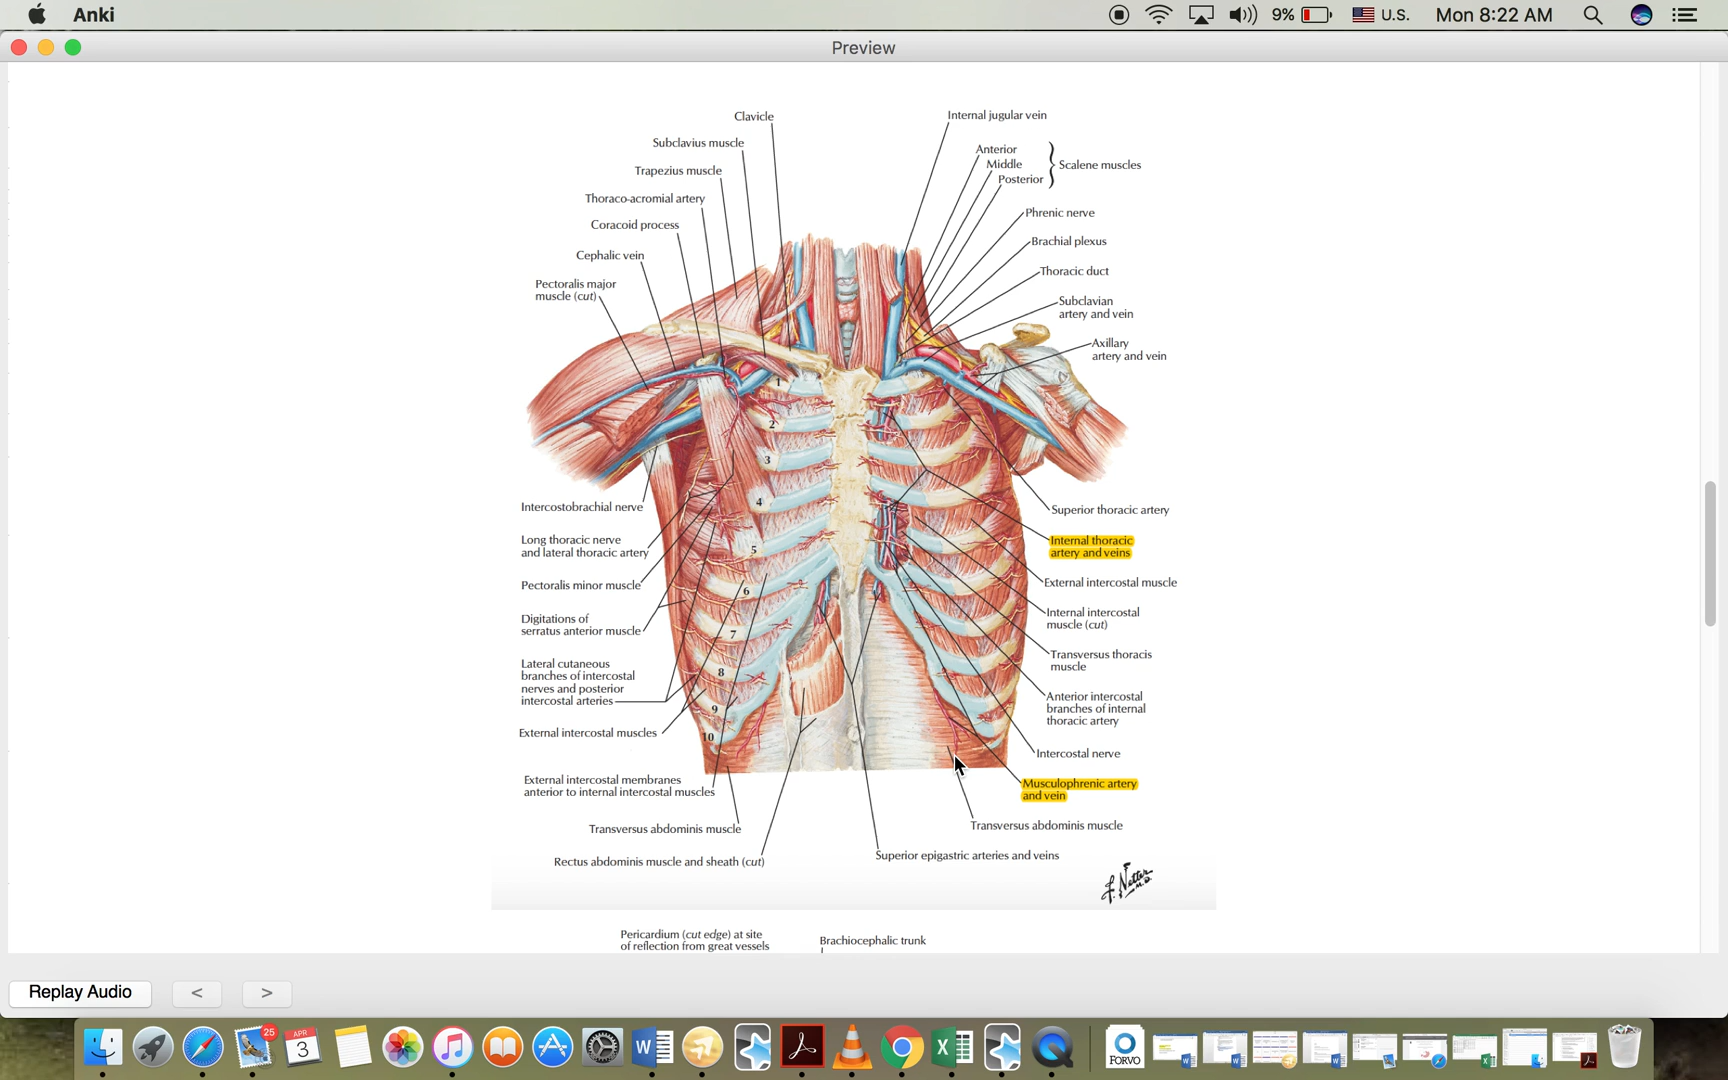 Anki
9%
U.S.
Mon 8:22 AM
Preview
Clavicle
Subclavius muscle
Trapezius muscle
Thoraco-acromial artery
Coracoid process
Cephalic vein
Pectoralis major
muscle (cut)
Internal jugular vein
Anterior
Middle
Posterior
Scalene muscles
Phrenic nerve
Brachial plexus
Thoracic duct
Subclavian
artery and vein
Axillary
artery and vein
1
2
3
4
5
6
7
8
9
10
Intercostobrachial nerve
Long thoracic nerve
and lateral thoracic artery
Pectoralis minor muscle
Digitations of
serratus anterior muscle
Lateral cutaneous
branches of intercostal
nerves and posterior
intercostal arteries
External intercostal muscles
External intercostal membranes
anterior to internal intercostal muscles
Transversus abdominis muscle
Rectus abdominis muscle and sheath (cut)
Superior thoracic artery
Internal thoracic
artery and veins
External intercostal muscle
Internal intercostal
muscle (cut)
Transversus thoracis
muscle
Anterior intercostal
branches of internal
thoracic artery
Intercostal nerve
Musculophrenic artery
and vein
Transversus abdominis muscle
Superior epigastric arteries and veins
F. Netter
M.D.
Pericardium (cut edge) at site
of reflection from great vessels
Brachiocephalic trunk
Replay Audio
<
>
25
APR
3
FORVO